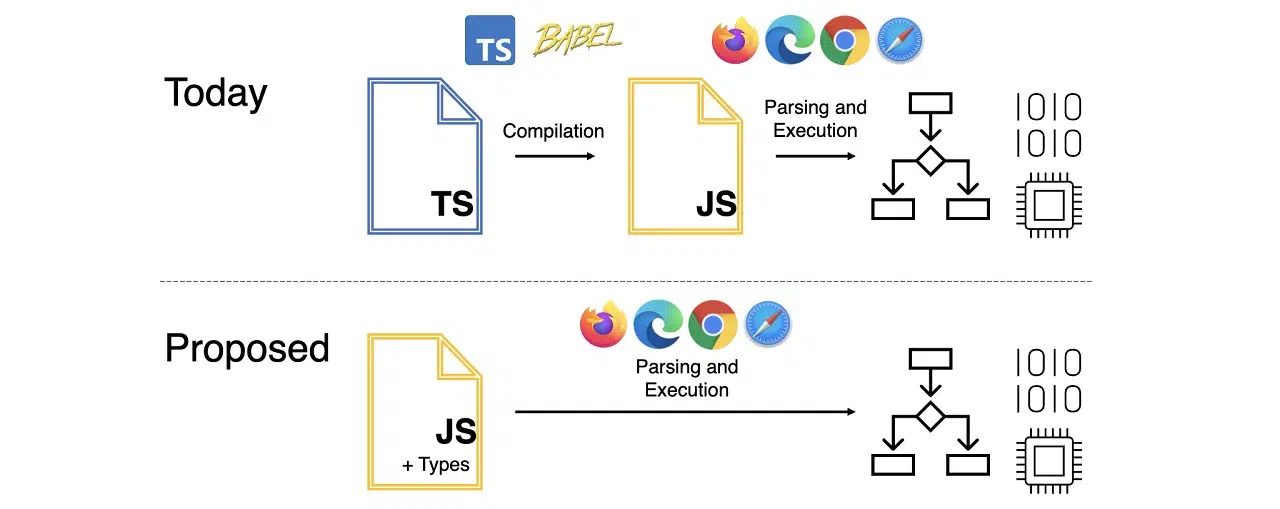 TS BABEL
Today
TS
Compilation
JS
Parsing and
Execution
1010
1010
Proposed
JS
+ Types
Parsing and
Execution
1010
1010